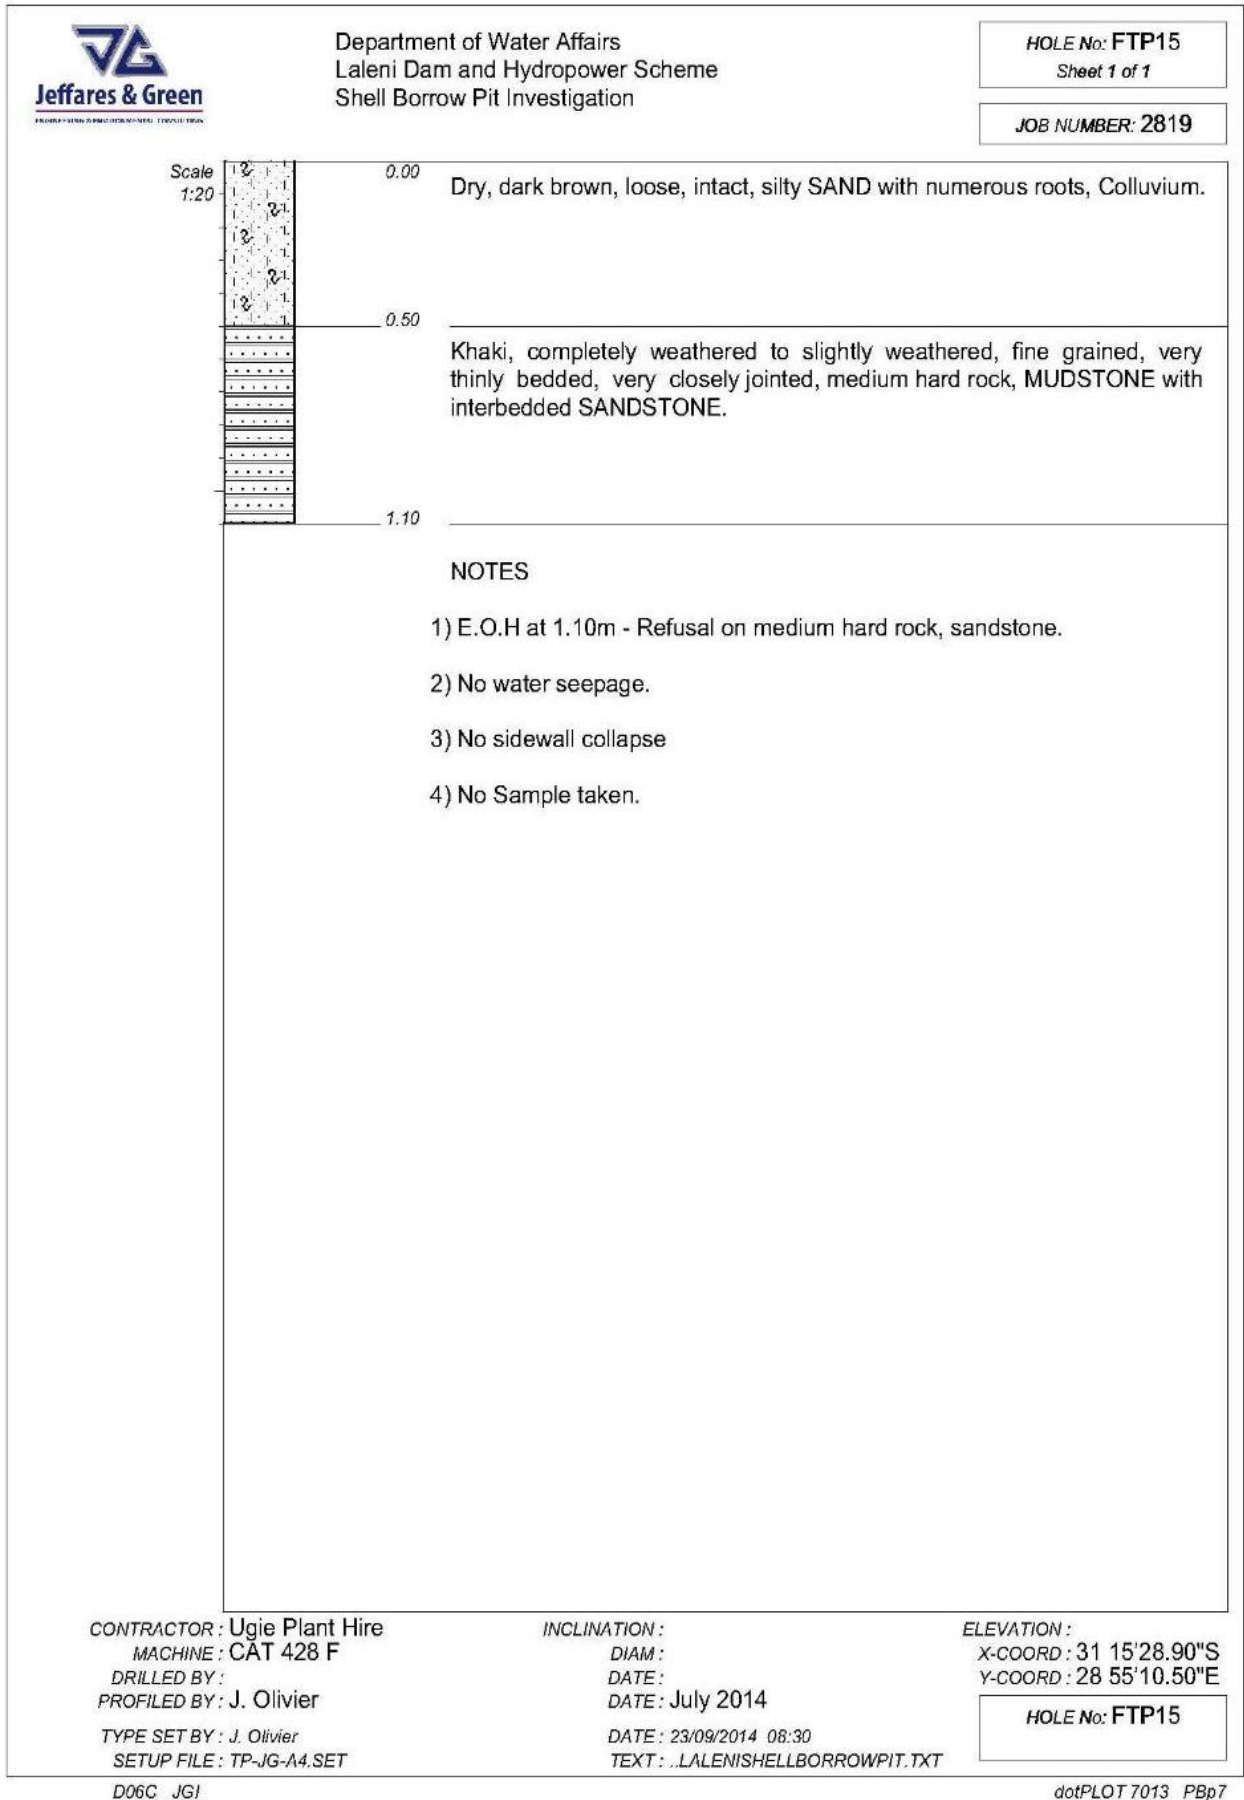 JG
Jeffares & Green
ENGINEERING & ENVIRONMENTAL CONSULTING
Department of Water Affairs
Laleni Dam and Hydropower Scheme
Shell Borrow Pit Investigation
HOLE No: FTP15
Sheet 1 of 1
JOB NUMBER: 2819
Scale
1:20
0.00
Dry, dark brown, loose, intact, silty SAND with numerous roots, Colluvium.
0.50
Khaki, completely weathered to slightly weathered, fine grained, very
thinly bedded, very closely jointed, medium hard rock, MUDSTONE with
interbedded SANDSTONE.
1.10
NOTES
1) E.O.H at 1.10m - Refusal on medium hard rock, sandstone.
2) No water seepage.
3) No sidewall collapse
4) No Sample taken.
CONTRACTOR : Ugie Plant Hire
MACHINE : CAT 428 F
DRILLED BY :
PROFILED BY : J. Olivier
TYPE SET BY : J. Olivier
SETUP FILE : TP-JG-A4.SET
INCLINATION :
DIAM :
DATE :
DATE : July 2014
DATE : 23/09/2014 08:30
TEXT : ..LALENISHELLBORROWPIT.TXT
ELEVATION :
X-COORD : 31 15'28.90"S
Y-COORD : 28 55'10.50"E
HOLE No: FTP15
D06C JGI
dotPLOT 7013 PBp7